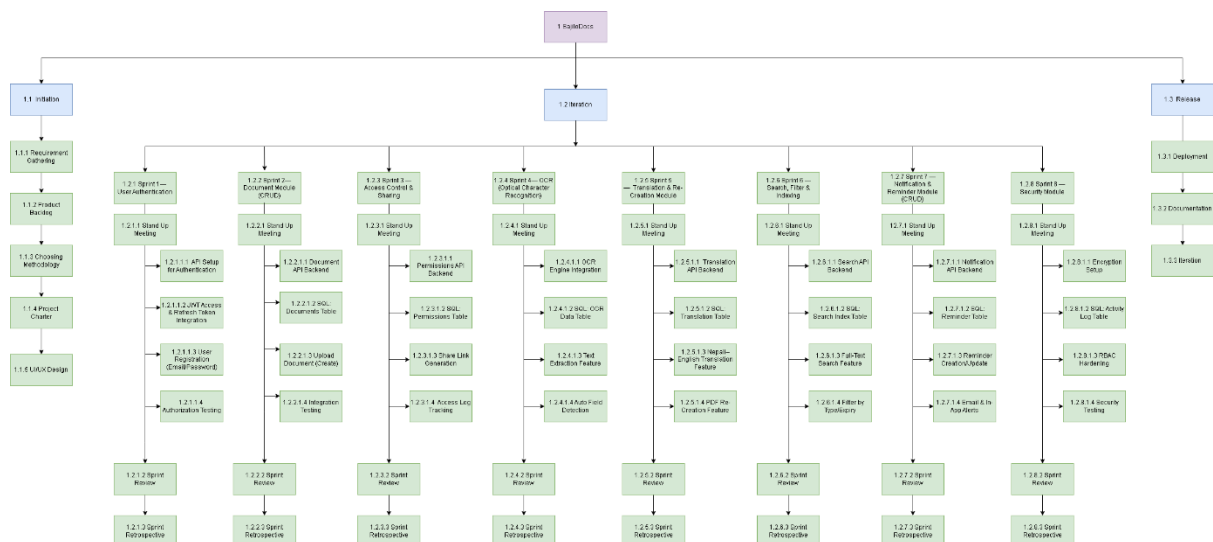 1 SajiloDocs
1.1 Initiation
1.2 Iteration
1.3 Release
1.1.1 Requirement
Gathering
1.1.2 Product
Backlog
1.1.3 Choosing
Methodology
1.1.4 Project
Charter
1.1.5 UI/UX Design
1.2.1 Sprint 1—
User Authentication
1.2.1.1 Stand Up
Meeting
1.2.1.1.1 API Setup
for Authentication
1.2.1.1.2 JWT Access
& Refresh Token
Integration
1.2.1.1.3 User
Registration
(Email/Password)
1.2.1.1.4
Authorization Testing
1.2.1.2 Sprint
Review
1.2.1.3 Sprint
Retrospective
1.2.2 Sprint 2—
Document Module
(CRUD)
1.2.2.1 Stand Up
Meeting
1.2.2.1.1 Document
API Backend
1.2.2.1.2 SQL:
Documents Table
1.2.2.1.3 Upload
Document (Create)
1.2.2.1.4 Integration
Testing
1.2.2.2 Sprint
Review
1.2.2.3 Sprint
Retrospective
1.2.3 Sprint 3—
Access Control &
Sharing
1.2.3.1 Stand Up
Meeting
1.2.3.1.1
Permissions API
Backend
1.2.3.1.2 SQL:
Permissions Table
1.2.3.1.3 Share Link
Generation
1.2.3.1.4 Access Log
Tracking
1.2.3.2 Sprint
Review
1.2.3.3 Sprint
Retrospective
1.2.4 Sprint 4— OCR
(Optical Character
Recognition)
1.2.4.1 Stand Up
Meeting
1.2.4.1.1 OCR
Engine Integration
1.2.4.1.2 SQL: OCR
Data Table
1.2.4.1.3 Text
Extraction Feature
1.2.4.1.4 Auto Field
Detection
1.2.4.2 Sprint
Review
1.2.4.3 Sprint
Retrospective
1.2.5 Sprint 5
— Translation & Re-
Creation Module
1.2.5.1 Stand Up
Meeting
1.2.5.1.1 Translation
API Backend
1.2.5.1.2 SQL:
Translation Table
1.2.5.1.3 Nepali–
English Translation
Feature
1.2.5.1.4 PDF Re-
Creation Feature
1.2.5.2 Sprint
Review
1.2.5.3 Sprint
Retrospective
1.2.6 Sprint 6 —
Search, Filter &
Indexing
1.2.6.1 Stand Up
Meeting
1.2.6.1.1 Search API
Backend
1.2.6.1.2 SQL:
Search Index Table
1.2.6.1.3 Full-Text
Search Feature
1.2.6.1.4 Filter by
Type/Expiry
1.2.6.2 Sprint
Review
1.2.6.3 Sprint
Retrospective
1.2.7 Sprint 7 —
Notification &
Reminder Module
(CRUD)
1.2.7.1 Stand Up
Meeting
1.2.7.1.1 Notification
API Backend
1.2.7.1.2 SQL:
Reminder Table
1.2.7.1.3 Reminder
Creation/Update
1.2.7.1.4 Email & In-
App Alerts
1.2.7.2 Sprint
Review
1.2.7.3 Sprint
Retrospective
1.2.8 Sprint 8 —
Security Module
1.2.8.1 Stand Up
Meeting
1.2.8.1.1 Encryption
Setup
1.2.8.1.2 SQL: Activity
Log Table
1.2.8.1.3 RBAC
Hardening
1.2.8.1.4 Security
Testing
1.2.8.2 Sprint
Review
1.2.8.3 Sprint
Retrospective
1.3.1 Deployment
1.3.2 Documentation
1.3.3 Iteration